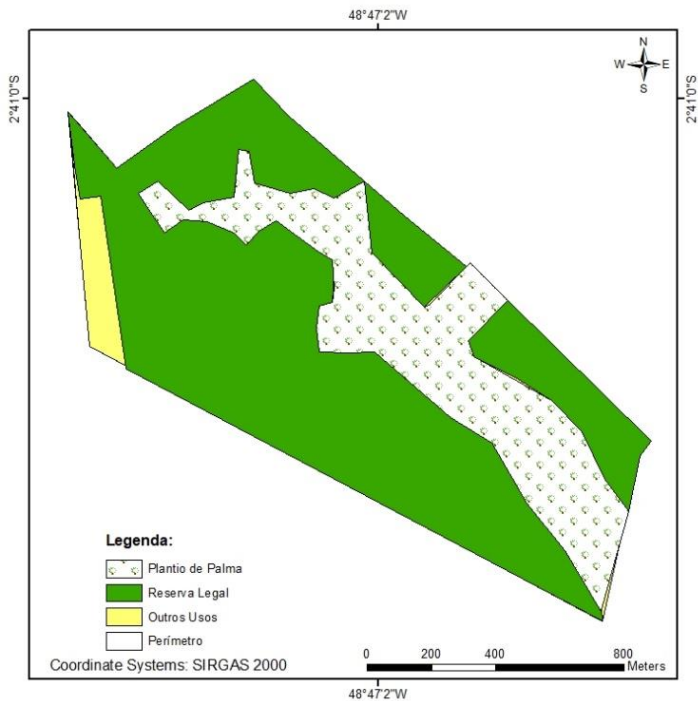 48°47'2"W
N
W E
S
2°41'0"S
2°41'0"S
Legenda:
Plantio de Palma
Reserva Legal
Outros Usos
Perímetro
Coordinate Systems: SIRGAS 2000
0 200 400 800
Meters
48°47'2"W